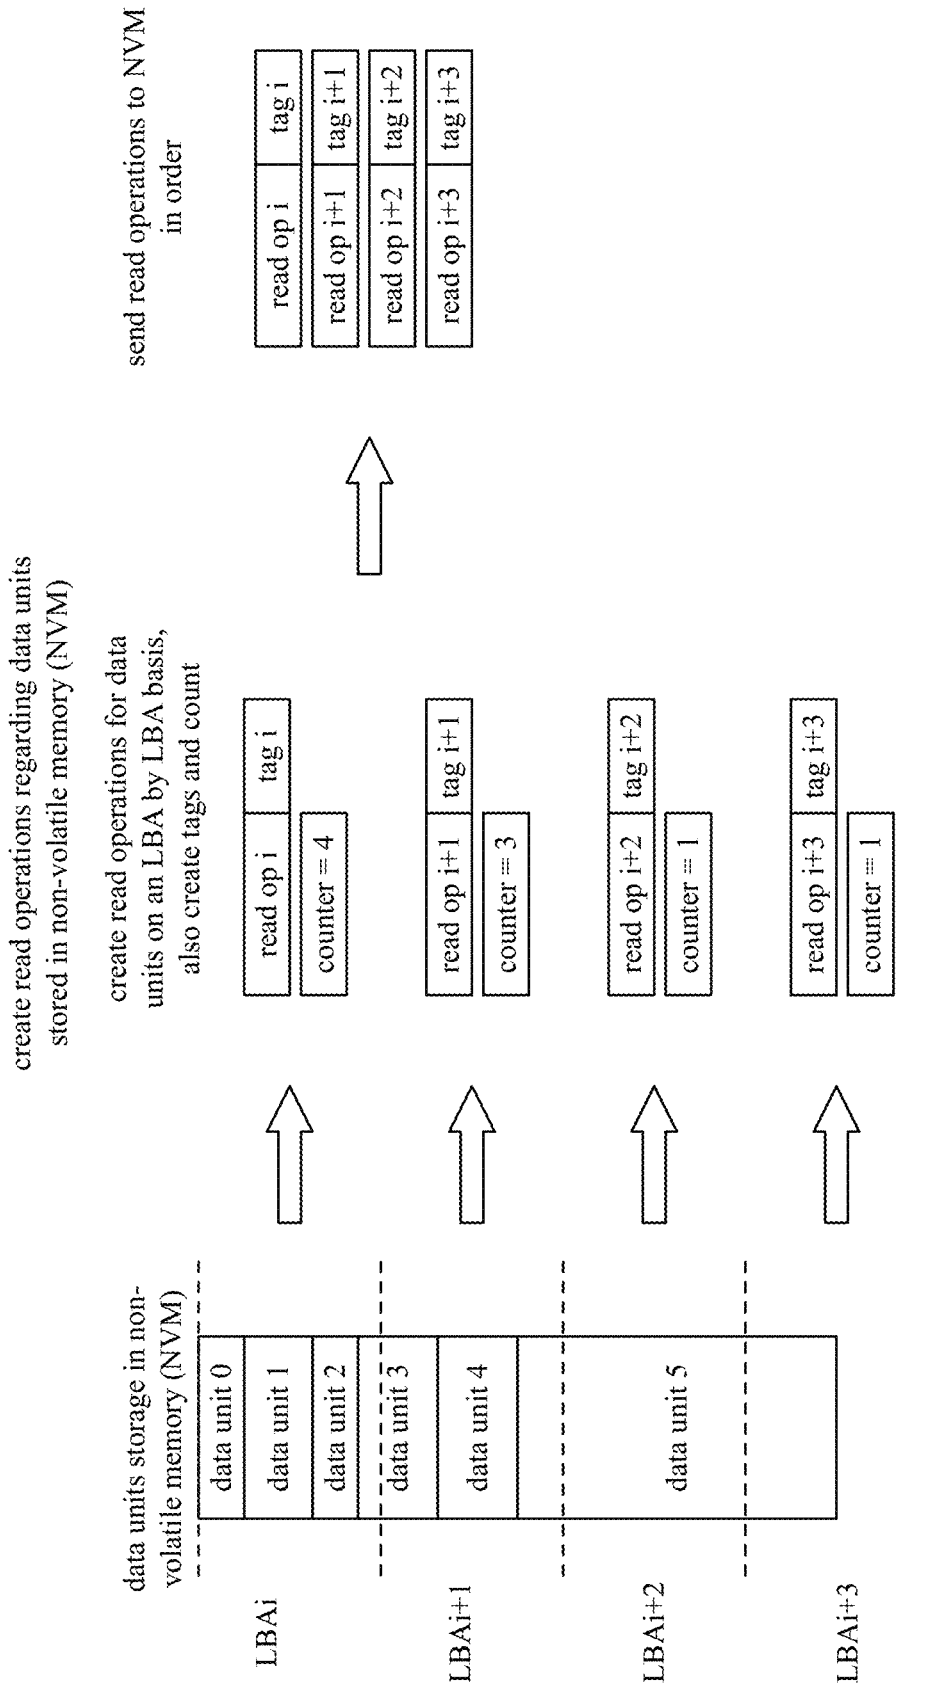 create read operations regarding data units
stored in non-volatile memory (NVM)
data units storage in non-
volatile memory (NVM)
create read operations for data
units on an LBA by LBA basis,
also create tags and count
send read operations to NVM
in order
LBAi
data unit 0
data unit 1
data unit 2
read op i
tag i
counter = 4
LBAi+1
data unit 3
data unit 4
read op i+1
tag i+1
counter = 3
LBAi+2
data unit 5
read op i+2
tag i+2
counter = 1
LBAi+3
read op i+3
tag i+3
counter = 1
read op i
tag i
read op i+1
tag i+1
read op i+2
tag i+2
read op i+3
tag i+3